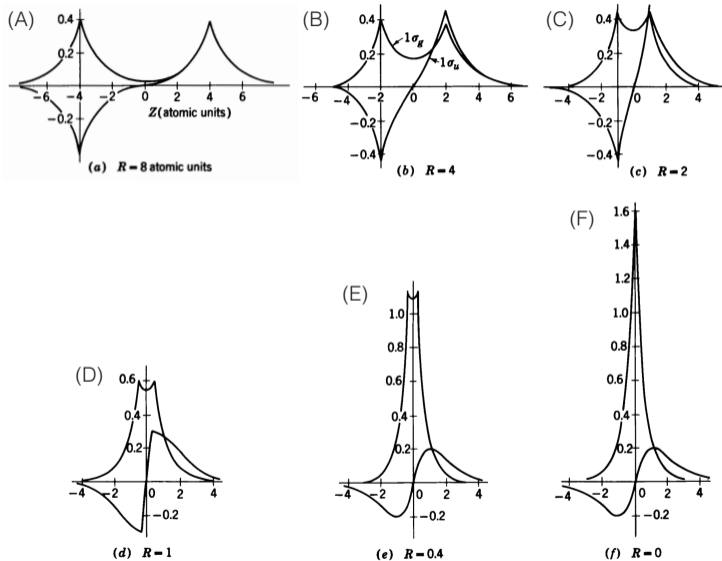 (A)
0.4
0.2
−6 −4 −2 0 2 4 6
Z(atomic units)
−0.2
(a) R=8 atomic units
(B)
0.4
1σg
0.2
1σu
−6 −4 −2 0 2 4 6
−0.2
−0.4
(b) R=4
(C)
0.4
0.2
−4 −2 0 2 4
−0.2
−0.4
(c) R=2
(D)
0.6
0.4
0.2
−4 −2 0 2 4
−0.2
(d) R=1
(E)
1.0
0.8
0.6
0.4
0.2
−4 −2 0 2 4
−0.2
(e) R=0.4
(F)
1.6
1.4
1.2
1.0
0.8
0.6
0.4
0.2
−4 −2 0 2 4
−0.2
(f) R=0